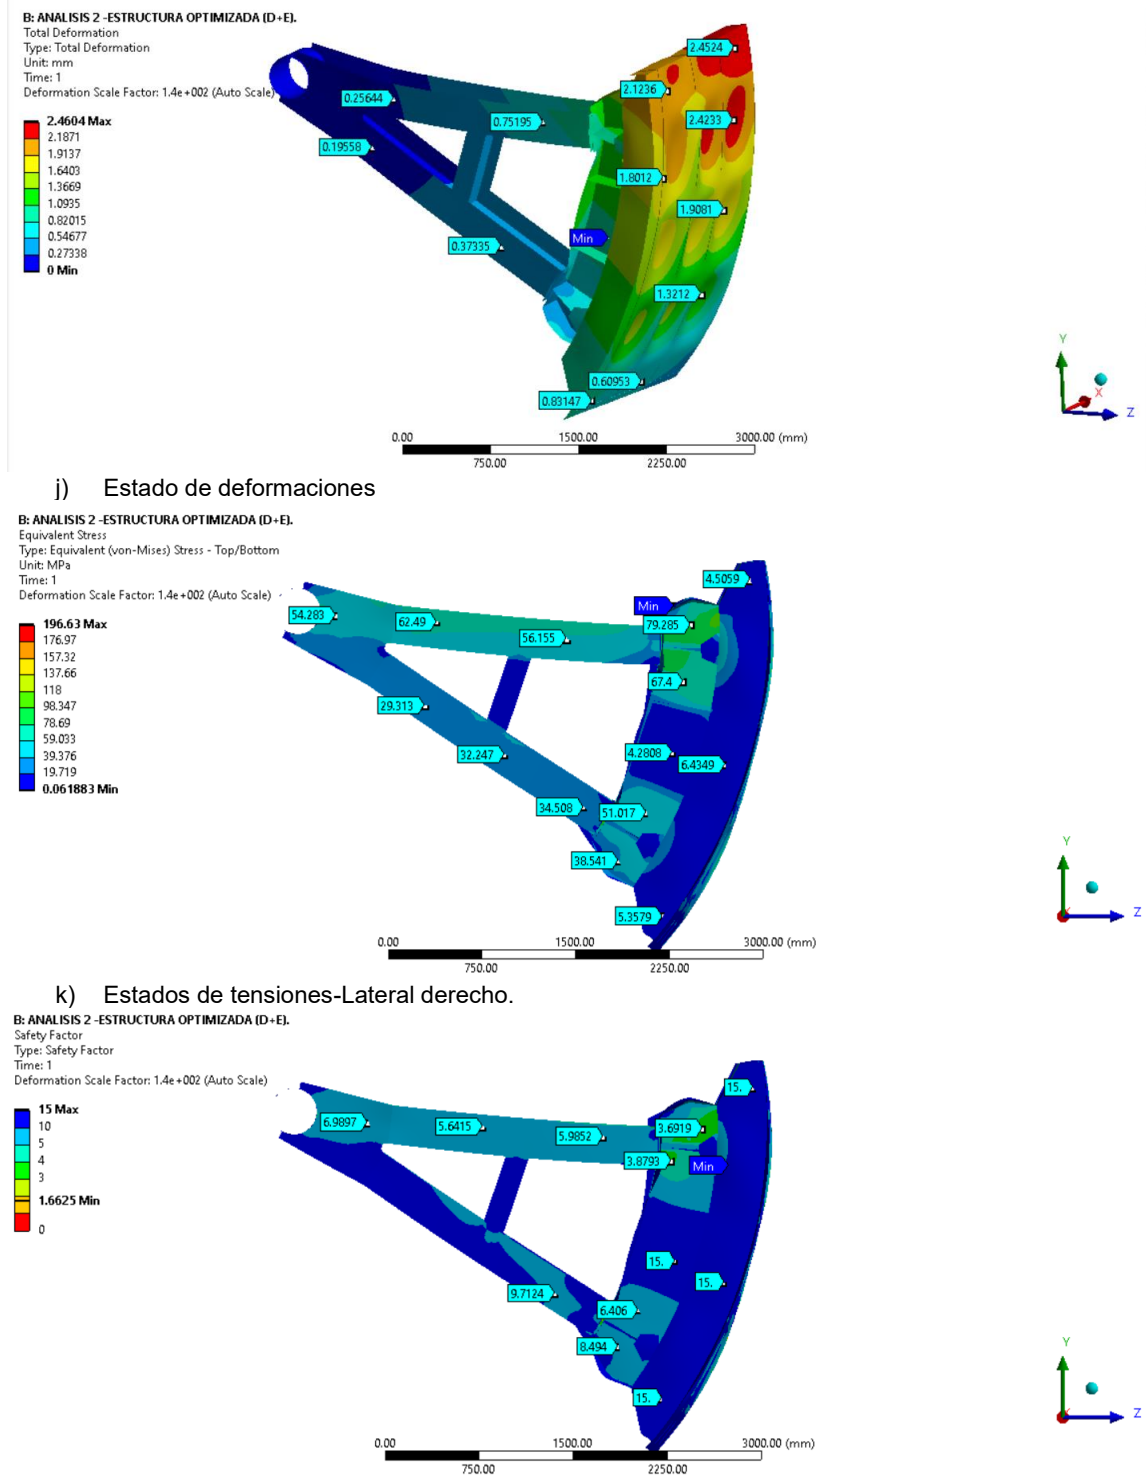 B: ANALISIS 2 -ESTRUCTURA OPTIMIZADA (D+E).
Total Deformation
Type: Total Deformation
Unit: mm
Time: 1
Deformation Scale Factor: 1.4e+002 (Auto Scale)
2.4604 Max
2.1871
1.9137
1.6403
1.3669
1.0935
0.82015
0.54677
0.27338
0 Min
2.4524
2.1236
0.25644
0.75195
2.4233
0.19558
1.8012
1.9081
Min
0.37335
1.3212
0.60953
0.83147
Y
X
Z
0.00
1500.00
3000.00 (mm)
750.00
2250.00
j) Estado de deformaciones
B: ANALISIS 2 -ESTRUCTURA OPTIMIZADA (D+E).
Equivalent Stress
Type: Equivalent (von-Mises) Stress - Top/Bottom
Unit: MPa
Time: 1
Deformation Scale Factor: 1.4e+002 (Auto Scale)
196.63 Max
176.97
157.32
137.66
118
98.347
78.69
59.033
39.376
19.719
0.061883 Min
4.5059
Min
54.283
62.49
79.285
56.155
67.4
29.313
32.247
4.2808
6.4349
34.508
51.017
38.541
5.3579
Y
Z
0.00
1500.00
3000.00 (mm)
750.00
2250.00
k) Estados de tensiones-Lateral derecho.
B: ANALISIS 2 -ESTRUCTURA OPTIMIZADA (D+E).
Safety Factor
Type: Safety Factor
Time: 1
Deformation Scale Factor: 1.4e+002 (Auto Scale)
15 Max
10
5
4
3
1.6625 Min
0
15.
6.9897
5.6415
5.9852
3.6919
3.8793
Min
15.
15.
9.7124
6.406
8.494
15.
Y
Z
0.00
1500.00
3000.00 (mm)
750.00
2250.00